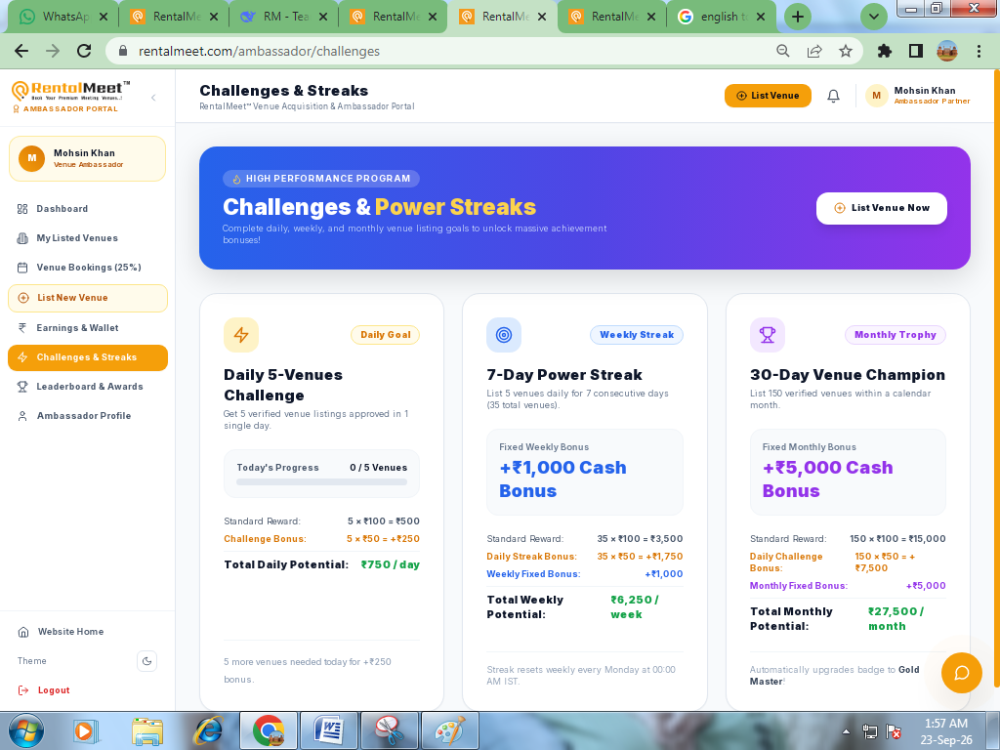 WhatsAp
RentalMe
RM - Tea
RentalMe
RentalMe
RentalMe
english t
rentalmeet.com/ambassador/challenges
RentalMeet™
Book Your Premium Meeting Venues..!
AMBASSADOR PORTAL
M
Mohsin Khan
Venue Ambassador
Dashboard
My Listed Venues
Venue Bookings (25%)
List New Venue
Earnings & Wallet
Challenges & Streaks
Leaderboard & Awards
Ambassador Profile
Website Home
Theme
Logout
Challenges & Streaks
RentalMeet™ Venue Acquisition & Ambassador Portal
List Venue
M
Mohsin Khan
Ambassador Partner
HIGH PERFORMANCE PROGRAM
Challenges & Power Streaks
Complete daily, weekly, and monthly venue listing goals to unlock massive achievement
bonuses!
List Venue Now
Daily Goal
Daily 5-Venues
Challenge
Get 5 verified venue listings approved in 1
single day.
Today's Progress 0 / 5 Venues
Standard Reward: 5 × ₹100 = ₹500
Challenge Bonus: 5 × ₹50 = +₹250
Total Daily Potential: ₹750 / day
5 more venues needed today for +₹250
bonus.
Weekly Streak
7-Day Power Streak
List 5 venues daily for 7 consecutive days
(35 total venues).
Fixed Weekly Bonus
+₹1,000 Cash
Bonus
Standard Reward: 35 × ₹100 = ₹3,500
Daily Streak Bonus: 35 × ₹50 = +₹1,750
Weekly Fixed Bonus: +₹1,000
Total Weekly
Potential:
₹6,250 /
week
Streak resets weekly every Monday at 00:00
AM IST.
Monthly Trophy
30-Day Venue Champion
List 150 verified venues within a calendar
month.
Fixed Monthly Bonus
+₹5,000 Cash
Bonus
Standard Reward: 150 × ₹100 = ₹15,000
Daily Challenge
Bonus:
150 × ₹50 = +
₹7,500
Monthly Fixed Bonus: +₹5,000
Total Monthly
Potential:
₹27,500 /
month
Automatically upgrades badge to Gold
Master!
1:57 AM
23-Sep-26